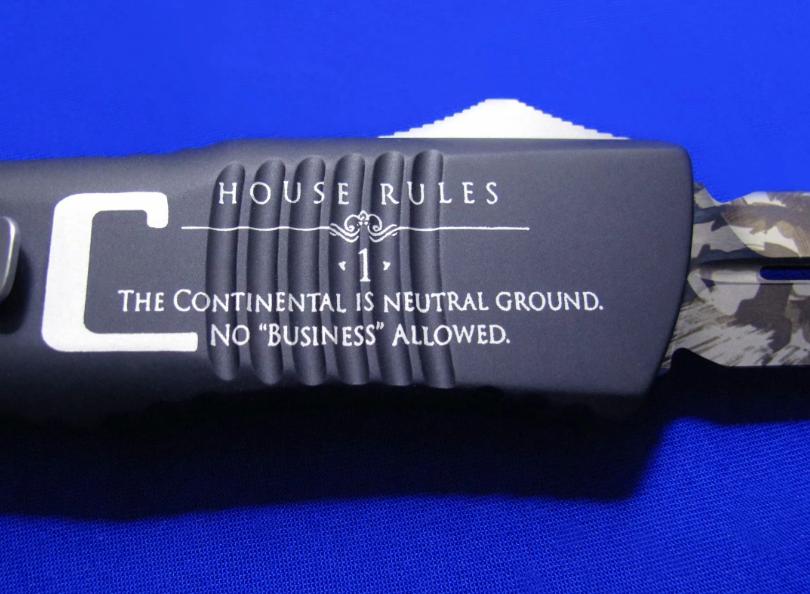 C
HOUSE RULES
1
THE CONTINENTAL IS NEUTRAL GROUND.
NO “BUSINESS” ALLOWED.